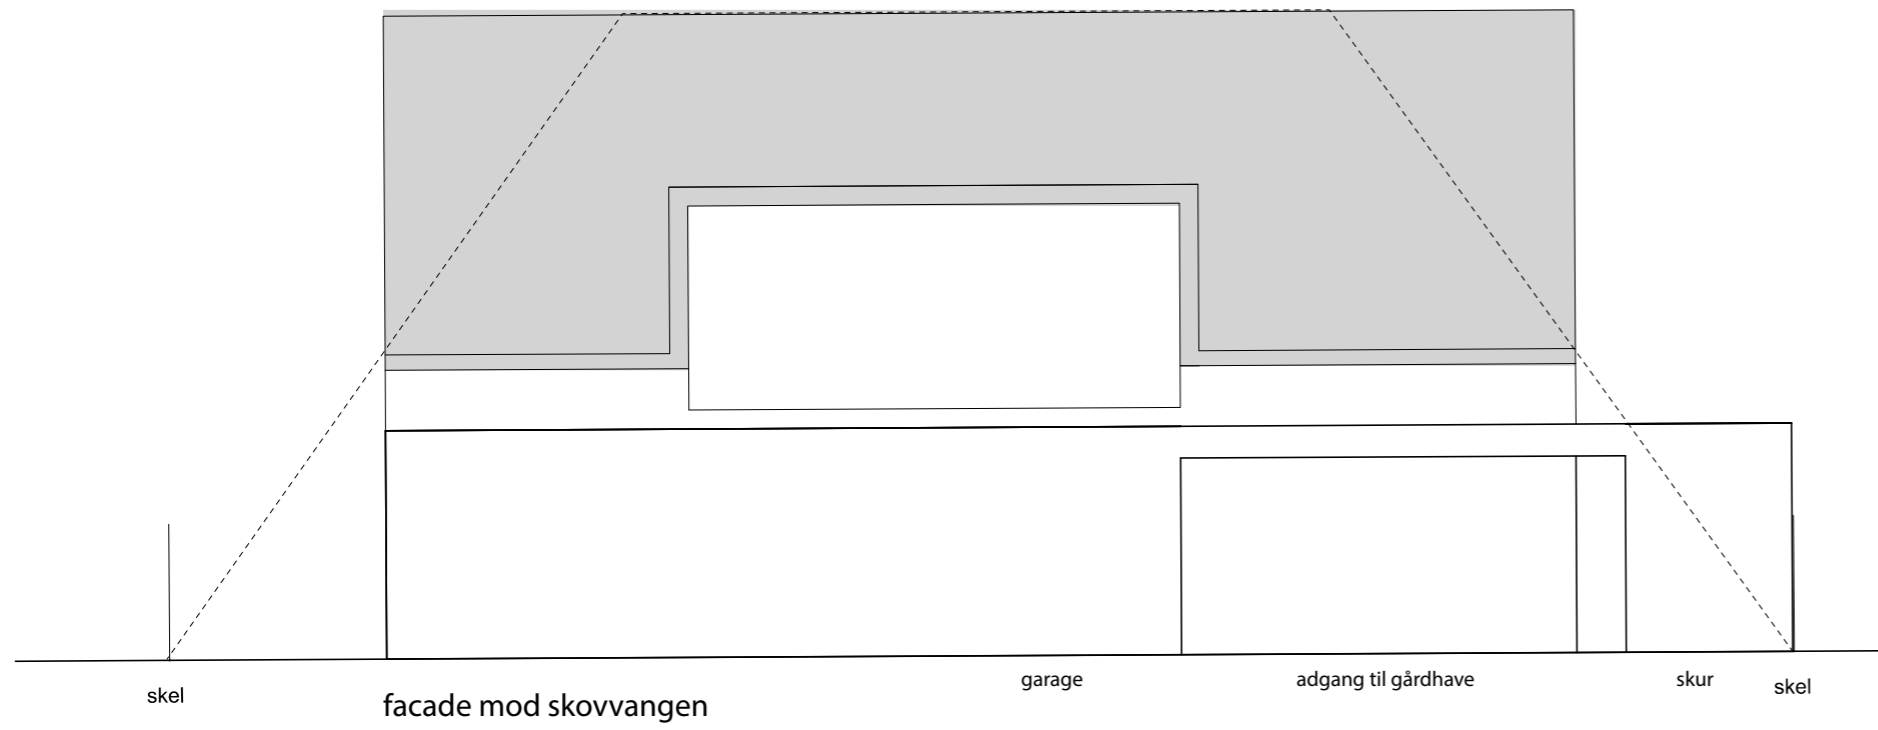 garage
adgang til gårdhave
skur
skel
skel
facade mod skovvangen